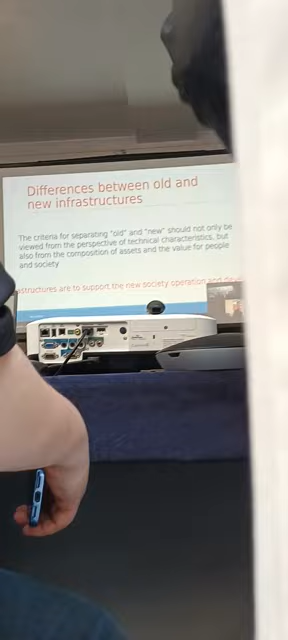 Differences between old and
new infrastructures
The criteria for separating "old" and "new" should not only be
viewed from the perspective of technical characteristics, but
also from the composition of assets and the value for people
and society
structures are to support the new society operation and